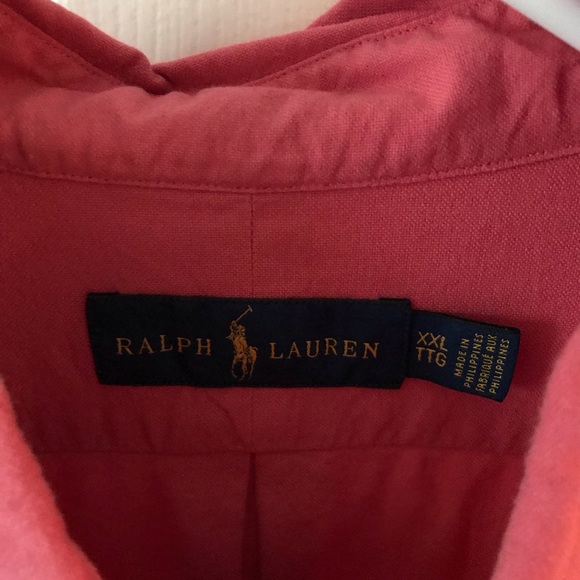 RALPH LAUREN
XXL
TTG
MADE IN
PHILIPPINES
FABRIQUÉ AUX
PHILIPPINES